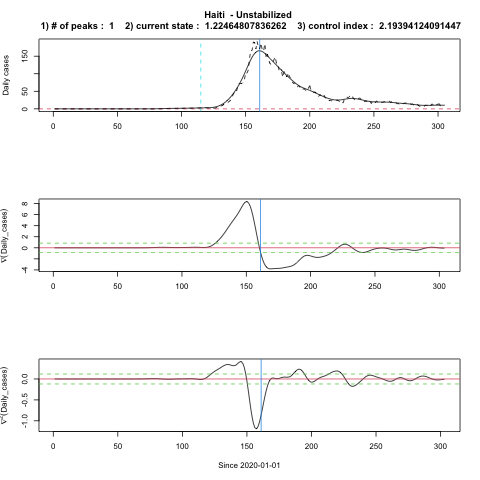 Haiti - Unstabilized
1) # of peaks : 1 2) current state : 1.22464807836262 3) control index : 2.19394124091447
Daily cases
0 50 150
0 50 100 150 200 250 300
∇(Daily_cases)
-4 0 2 4 6 8
0 50 100 150 200 250 300
∇²(Daily_cases)
-1.0 -0.5 0.0
0 50 100 150 200 250 300
Since 2020-01-01